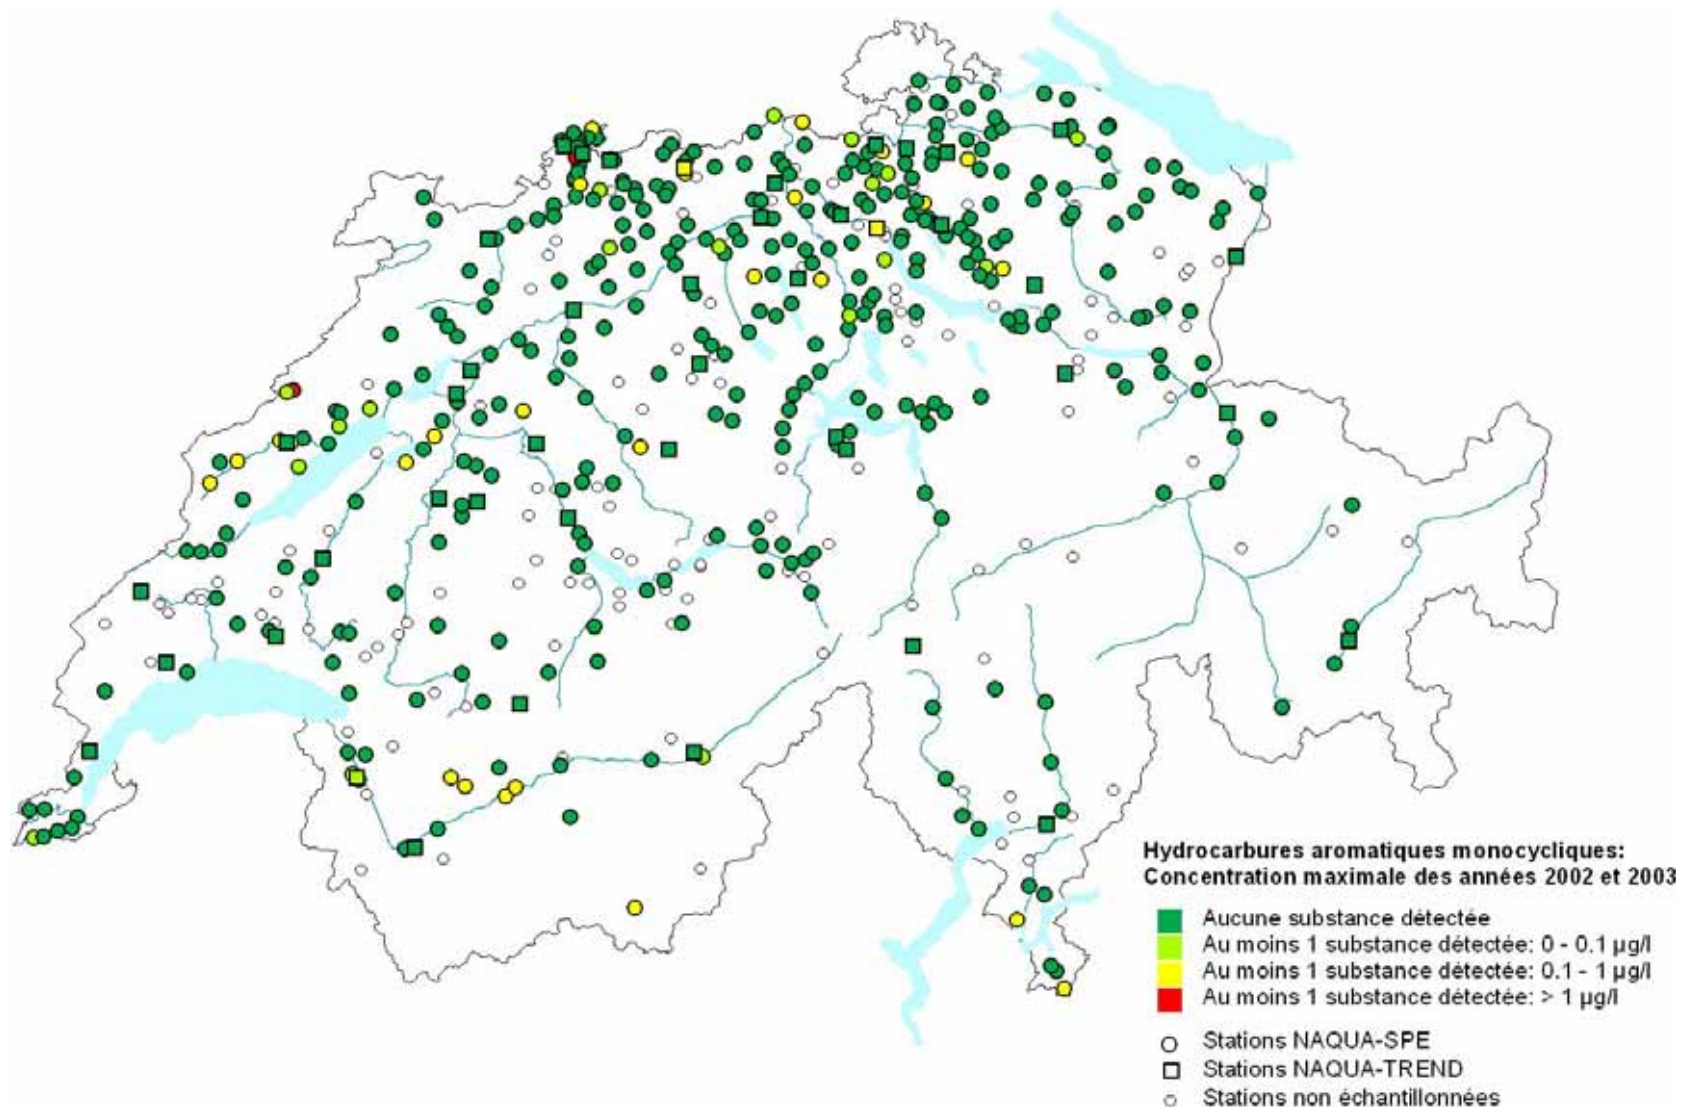 Hydrocarbures aromatiques monocycliques:
Concentration maximale des années 2002 et 2003
Aucune substance détectée
Au moins 1 substance détectée: 0 - 0.1 µg/l
Au moins 1 substance détectée: 0.1 - 1 µg/l
Au moins 1 substance détectée: > 1 µg/l
Stations NAQUA-SPE
Stations NAQUA-TREND
Stations non échantillonnées